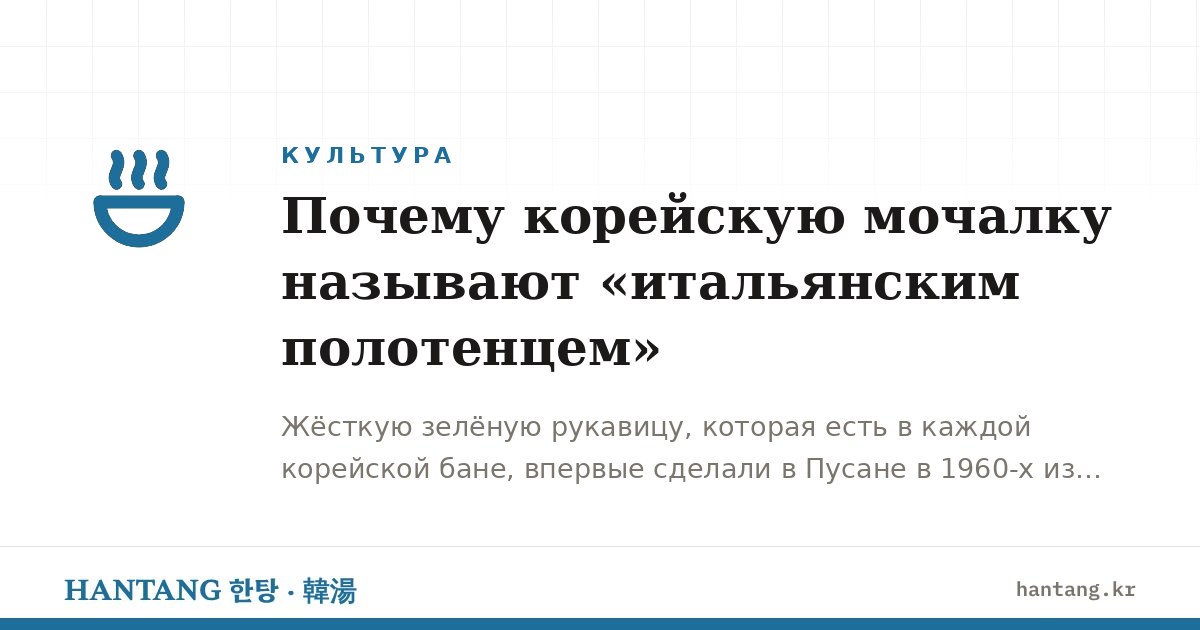 КУЛЬТУРА
Почему корейскую мочалку
называют «итальянским
полотенцем»
Жёсткую зелёную рукавицу, которая есть в каждой
корейской бане, впервые сделали в Пусане в 1960-х из…
HANTANG 한탕 · 韓湯
hantang.kr